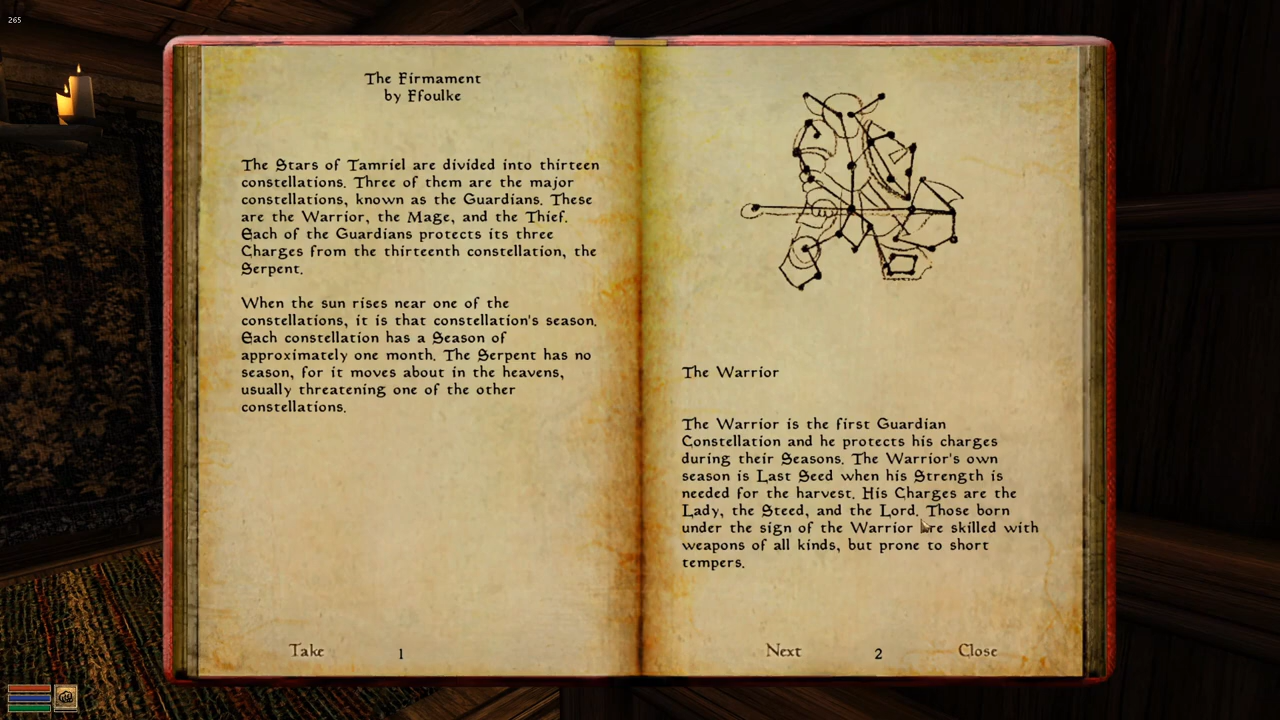 265
The Firmament
by Ffoulke
The Stars of Tamriel are divided into thirteen
constellations. Three of them are the major
constellations, known as the Guardians. These
are the Warrior, the Mage, and the Thief.
Each of the Guardians protects its three
Charges from the thirteenth constellation, the
Serpent.
When the sun rises near one of the
constellations, it is that constellation's season.
Each constellation has a Season of
approximately one month. The Serpent has no
season, for it moves about in the heavens,
usually threatening one of the other
constellations.
Take
1
The Warrior
The Warrior is the first Guardian
Constellation and he protects his charges
during their Seasons. The Warrior's own
season is Last Seed when his Strength is
needed for the harvest. His Charges are the
Lady, the Steed, and the Lord. Those born
under the sign of the Warrior are skilled with
weapons of all kinds, but prone to short
tempers.
Next
2
Close